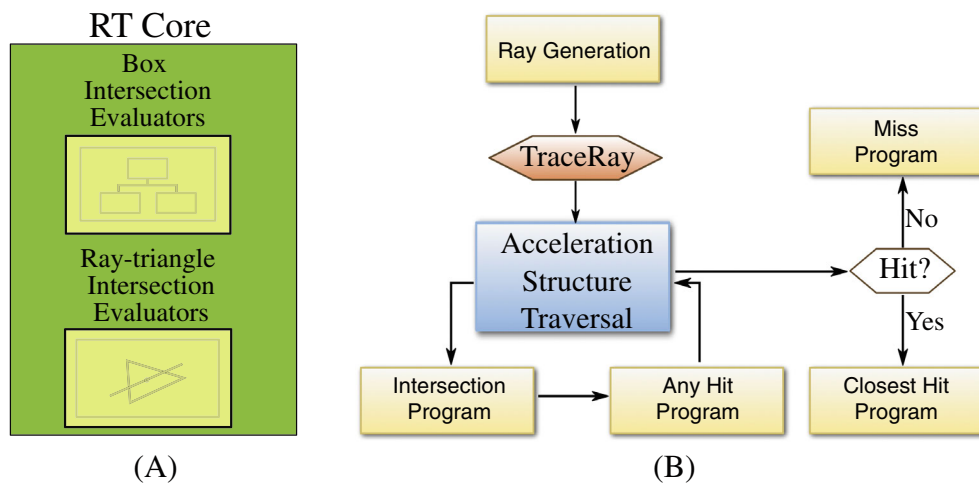 RT Core
Box
Intersection
Evaluators
Ray-triangle
Intersection
Evaluators
(A)
Ray Generation
TraceRay
Acceleration
Structure
Traversal
Intersection
Program
Any Hit
Program
Hit?
No
Miss
Program
Yes
Closest Hit
Program
(B)